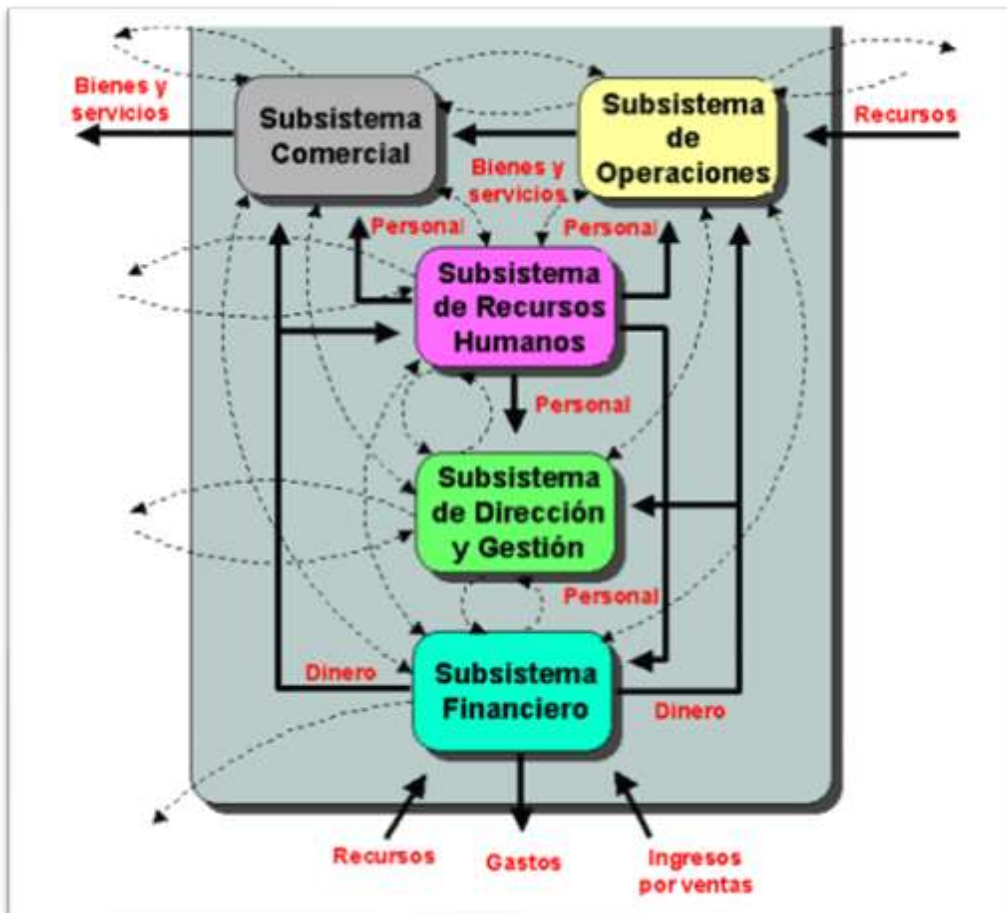 Bienes y
servicios
Subsistema
Comercial
Subsistema
de
Operaciones
Recursos
Bienes y
servicios
Personal
Personal
Subsistema
de Recursos
Humanos
Personal
Subsistema
de Dirección
y Gestión
Personal
Dinero
Subsistema
Financiero
Dinero
Recursos
Gastos
Ingresos
por ventas